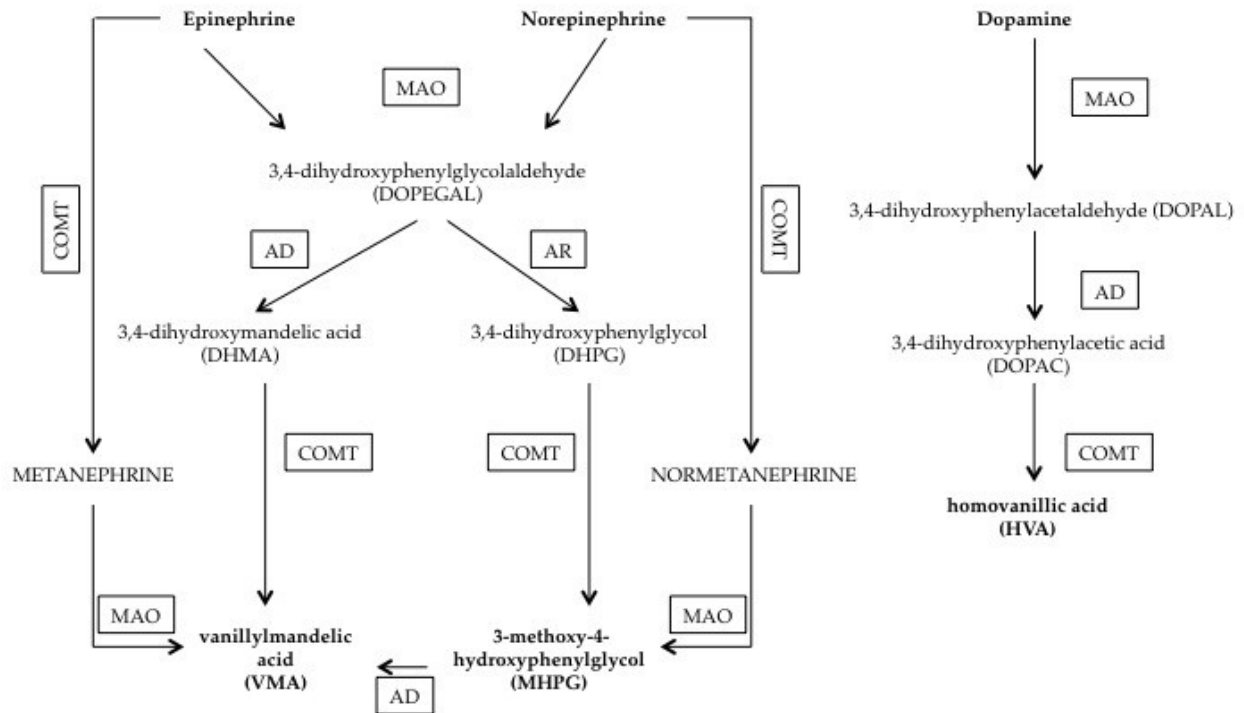 Epinephrine
Norepinephrine
Dopamine
MAO
MAO
3,4-dihydroxyphenylglycolaldehyde
(DOPEGAL)
COMT
COMT
3,4-dihydroxyphenylacetaldehyde (DOPAL)
AD
AR
AD
3,4-dihydroxymandelic acid
(DHMA)
3,4-dihydroxyphenylglycol
(DHPG)
3,4-dihydroxyphenylacetic acid
(DOPAC)
COMT
COMT
COMT
METANEPHRINE
NORMETANEPHRINE
homovanillic acid
(HVA)
MAO
MAO
vanillylmandelic
acid
(VMA)
3-methoxy-4-
hydroxyphenylglycol
(MHPG)
AD